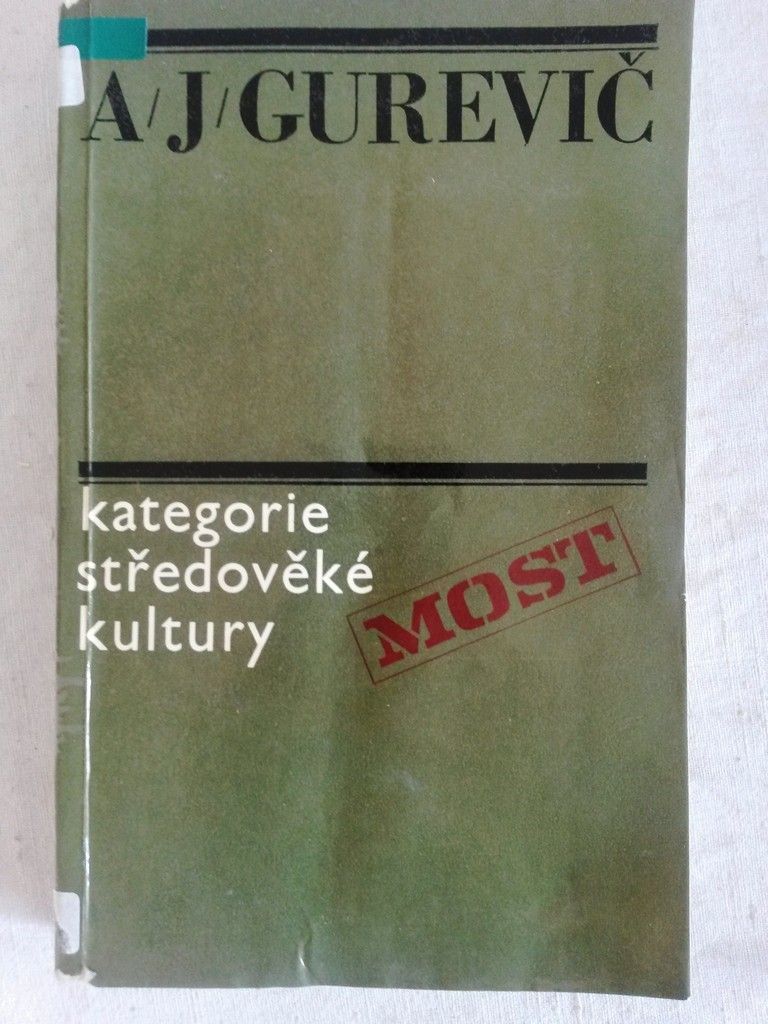 A/J/GUREVIČ
kategorie
středověké
kultury
MOST